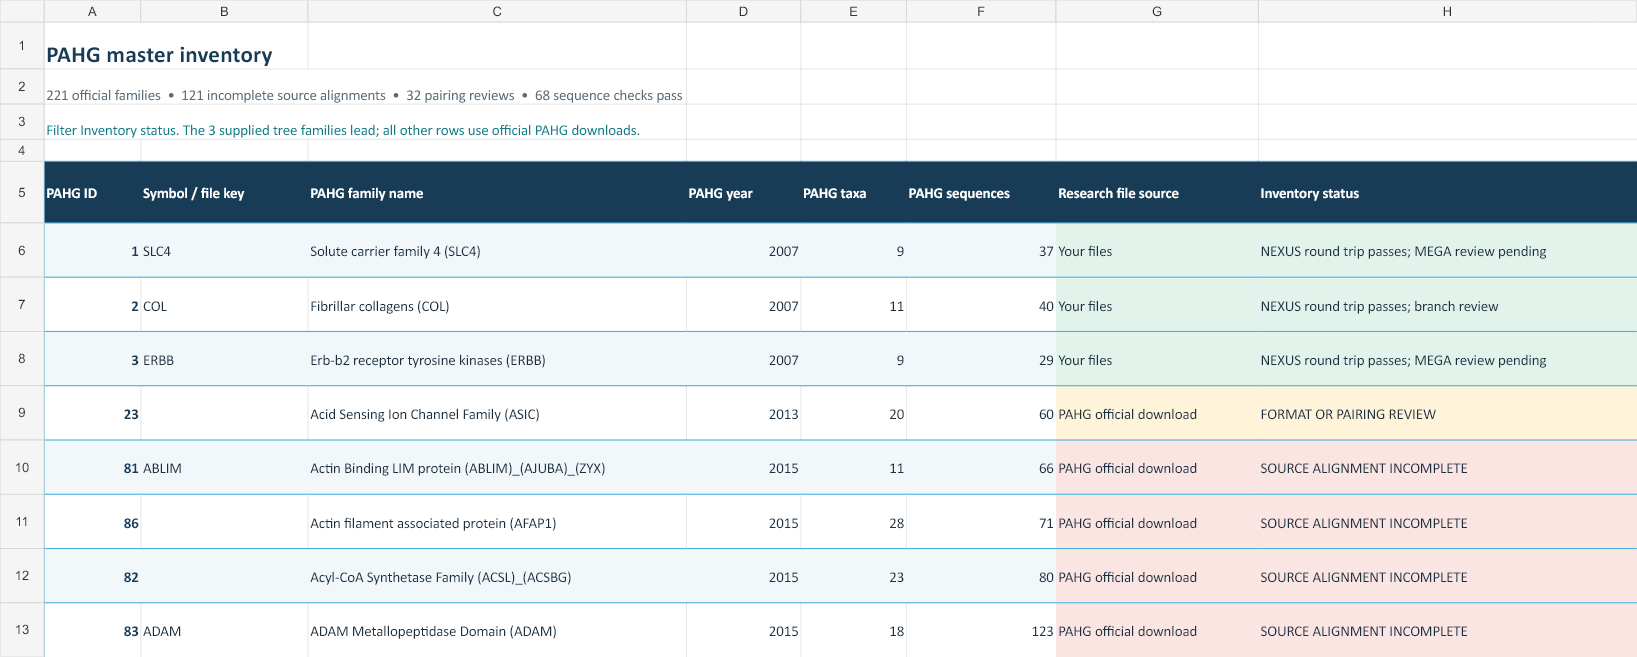 A B C D E F G H
1 PAHG master inventory
2 221 official families • 121 incomplete source alignments • 32 pairing reviews • 68 sequence checks pass
3 Filter Inventory status. The 3 supplied tree families lead; all other rows use official PAHG downloads.
4
5 PAHG ID Symbol / file key PAHG family name PAHG year PAHG taxa PAHG sequences Research file source Inventory status
6 1 SLC4 Solute carrier family 4 (SLC4) 2007 9 37 Your files NEXUS round trip passes; MEGA review pending
7 2 COL Fibrillar collagens (COL) 2007 11 40 Your files NEXUS round trip passes; branch review
8 3 ERBB Erb-b2 receptor tyrosine kinases (ERBB) 2007 9 29 Your files NEXUS round trip passes; MEGA review pending
9 23 Acid Sensing Ion Channel Family (ASIC) 2013 20 60 PAHG official download FORMAT OR PAIRING REVIEW
10 81 ABLIM Actin Binding LIM protein (ABLIM)_(AJUBA)_(ZYX) 2015 11 66 PAHG official download SOURCE ALIGNMENT INCOMPLETE
11 86 Actin filament associated protein (AFAP1) 2015 28 71 PAHG official download SOURCE ALIGNMENT INCOMPLETE
12 82 Acyl-CoA Synthetase Family (ACSL)_(ACSBG) 2015 23 80 PAHG official download SOURCE ALIGNMENT INCOMPLETE
13 83 ADAM ADAM Metallopeptidase Domain (ADAM) 2015 18 123 PAHG official download SOURCE ALIGNMENT INCOMPLETE